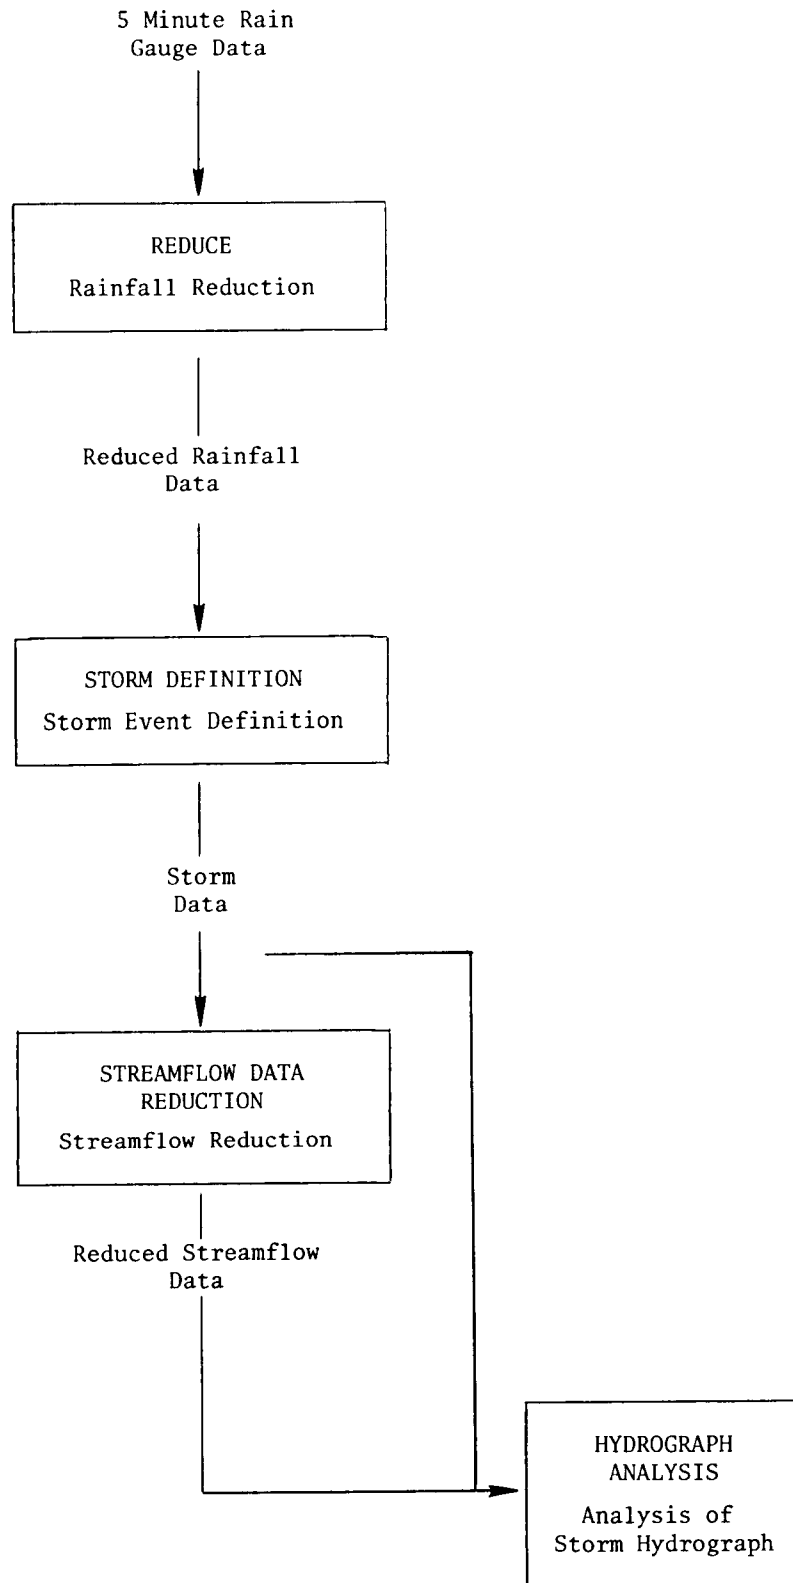 5 Minute Rain
Gauge Data
REDUCE
Rainfall Reduction
Reduced Rainfall
Data
STORM DEFINITION
Storm Event Definition
Storm
Data
STREAMFLOW DATA
REDUCTION
Streamflow Reduction
Reduced Streamflow
Data
HYDROGRAPH
ANALYSIS
Analysis of
Storm Hydrograph